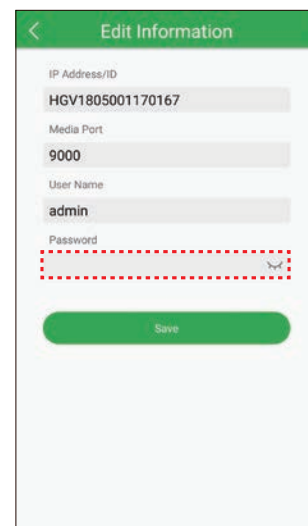 Edit Information
IP Address/ID
HGV1805001170167
Media Port
9000
User Name
admin
Password
Save